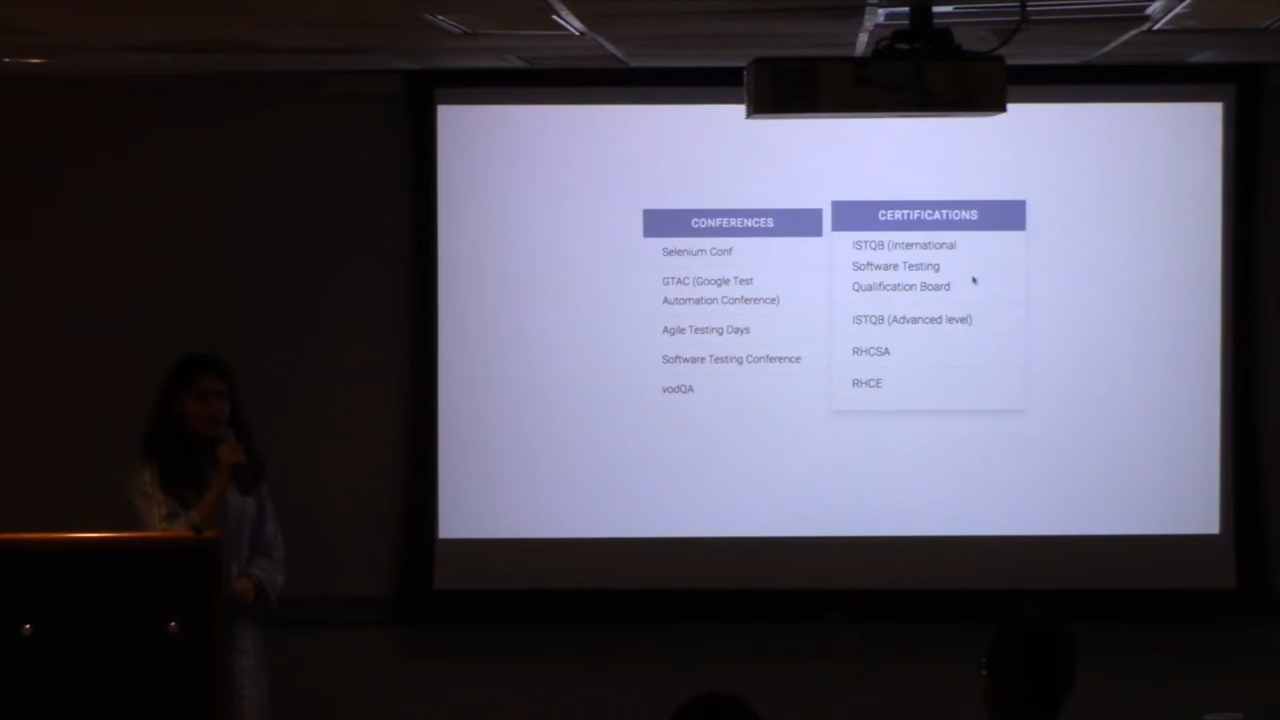 CONFERENCES
Selenium Conf
GTAC (Google Test
Automation Conference)
Agile Testing Days
Software Testing Conference
vodQA
CERTIFICATIONS
ISTQB (International
Software Testing
Qualification Board
ISTQB (Advanced level)
RHCSA
RHCE